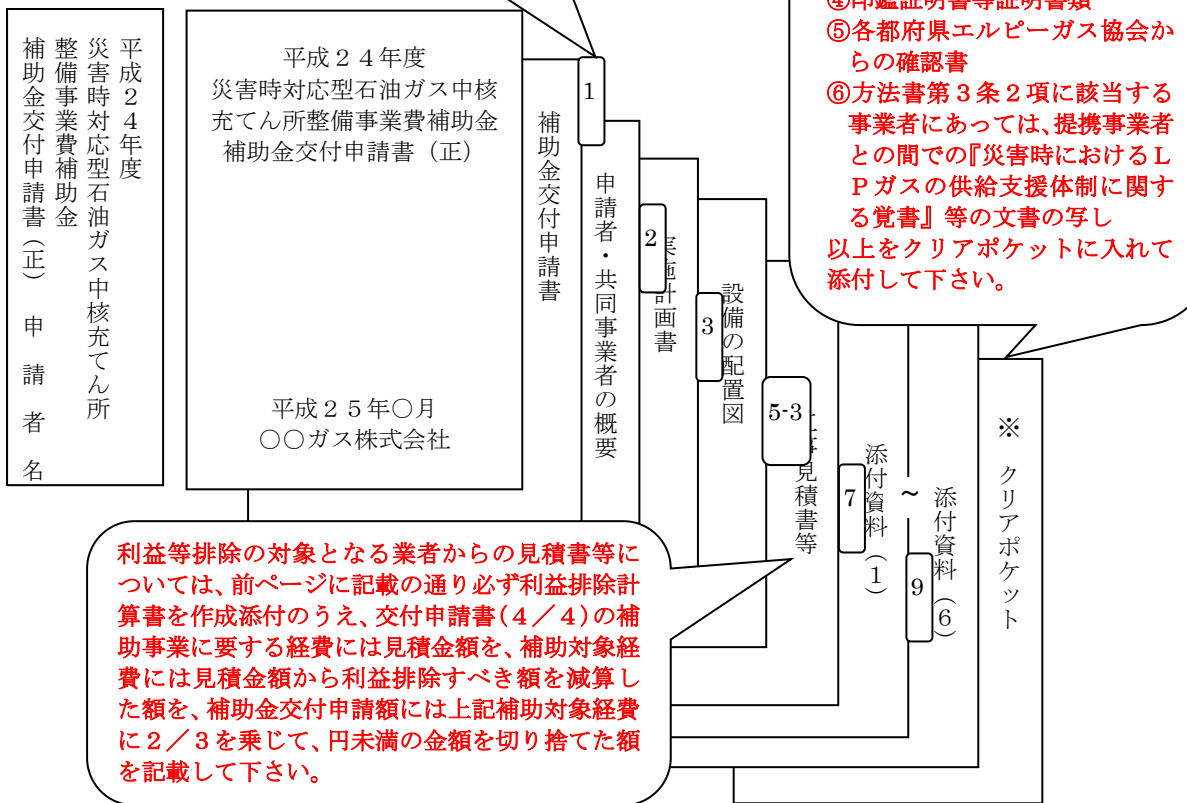 平成２４年度
災害時対応型石油ガス中核充てん所
整備事業費補助金
補助金交付申請書（正）　申　請　者　名
平成２４年度
災害時対応型石油ガス中核
充てん所整備事業費補助金
補助金交付申請書（正）
平成２５年〇月
〇〇ガス株式会社
補助金交付申請書
1
申請者・共同事業者の概要
2
実施計画書
3
設備の配置図
5-3
見積書等
7
添付資料（１）
～
9
添付資料（６）
※　クリアポケット
④印鑑証明書等証明書類
⑤各都府県エルピーガス協会か
らの確認書
⑥方法書第３条２項に該当する
事業者にあっては、提携事業者
との間での『災害時におけるＬ
Ｐガスの供給支援体制に関す
る覚書』等の文書の写し
以上をクリアポケットに入れて
添付して下さい。
利益等排除の対象となる業者からの見積書等に
ついては、前ページに記載の通り必ず利益排除計
算書を作成添付のうえ、交付申請書（４／４）の補
助事業に要する経費には見積金額を、補助対象経
費には見積金額から利益排除すべき額を減算し
た額を、補助金交付申請額には上記補助対象経費
に２／３を乗じて、円未満の金額を切り捨てた額
を記載して下さい。